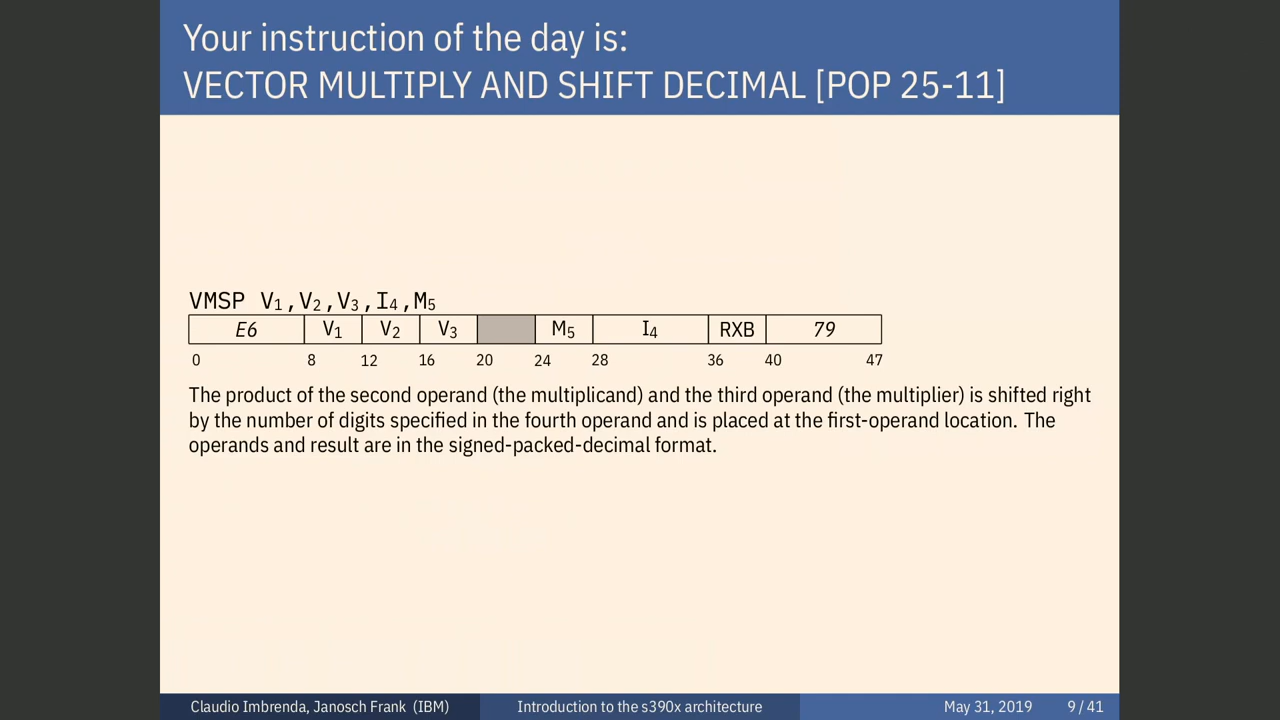 Your instruction of the day is:
VECTOR MULTIPLY AND SHIFT DECIMAL [POP 25-11]
VMSP V1,V2,V3,I4,M5
E6 V1 V2 V3 M5 I4 RXB 79
0 8 12 16 20 24 28 36 40 47
The product of the second operand (the multiplicand) and the third operand (the multiplier) is shifted right
by the number of digits specified in the fourth operand and is placed at the first-operand location. The
operands and result are in the signed-packed-decimal format.
Claudio Imbrenda, Janosch Frank (IBM) Introduction to the s390x architecture May 31, 2019 9 / 41